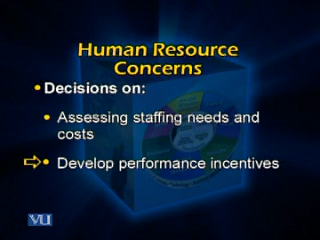 Human Resource
Concerns
• Decisions on:
• Assessing staffing needs and
costs
• Develop performance incentives
VU